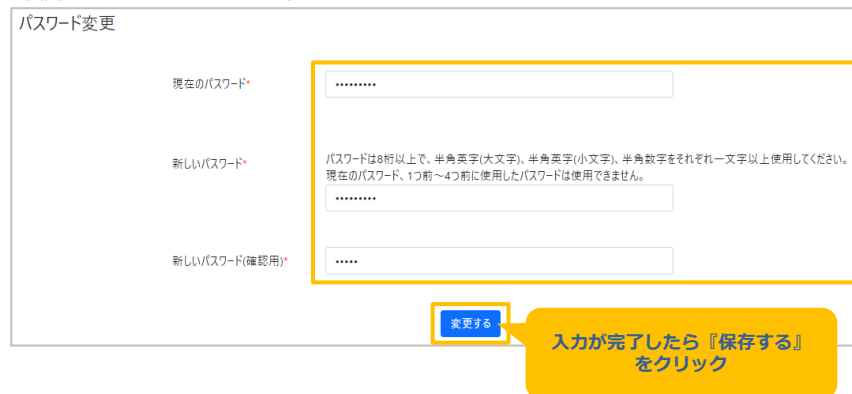 パスワード変更
現在のパスワード*
•••••••••
新しいパスワード*
パスワードは8桁以上で、半角英字(大文字)、半角英字(小文字)、半角数字をそれぞれ一文字以上使用してください。
現在のパスワード、1つ前～4つ前に使用したパスワードは使用できません。
•••••••••
新しいパスワード(確認用)*
•••••
変更する
入力が完了したら『保存する』
をクリック